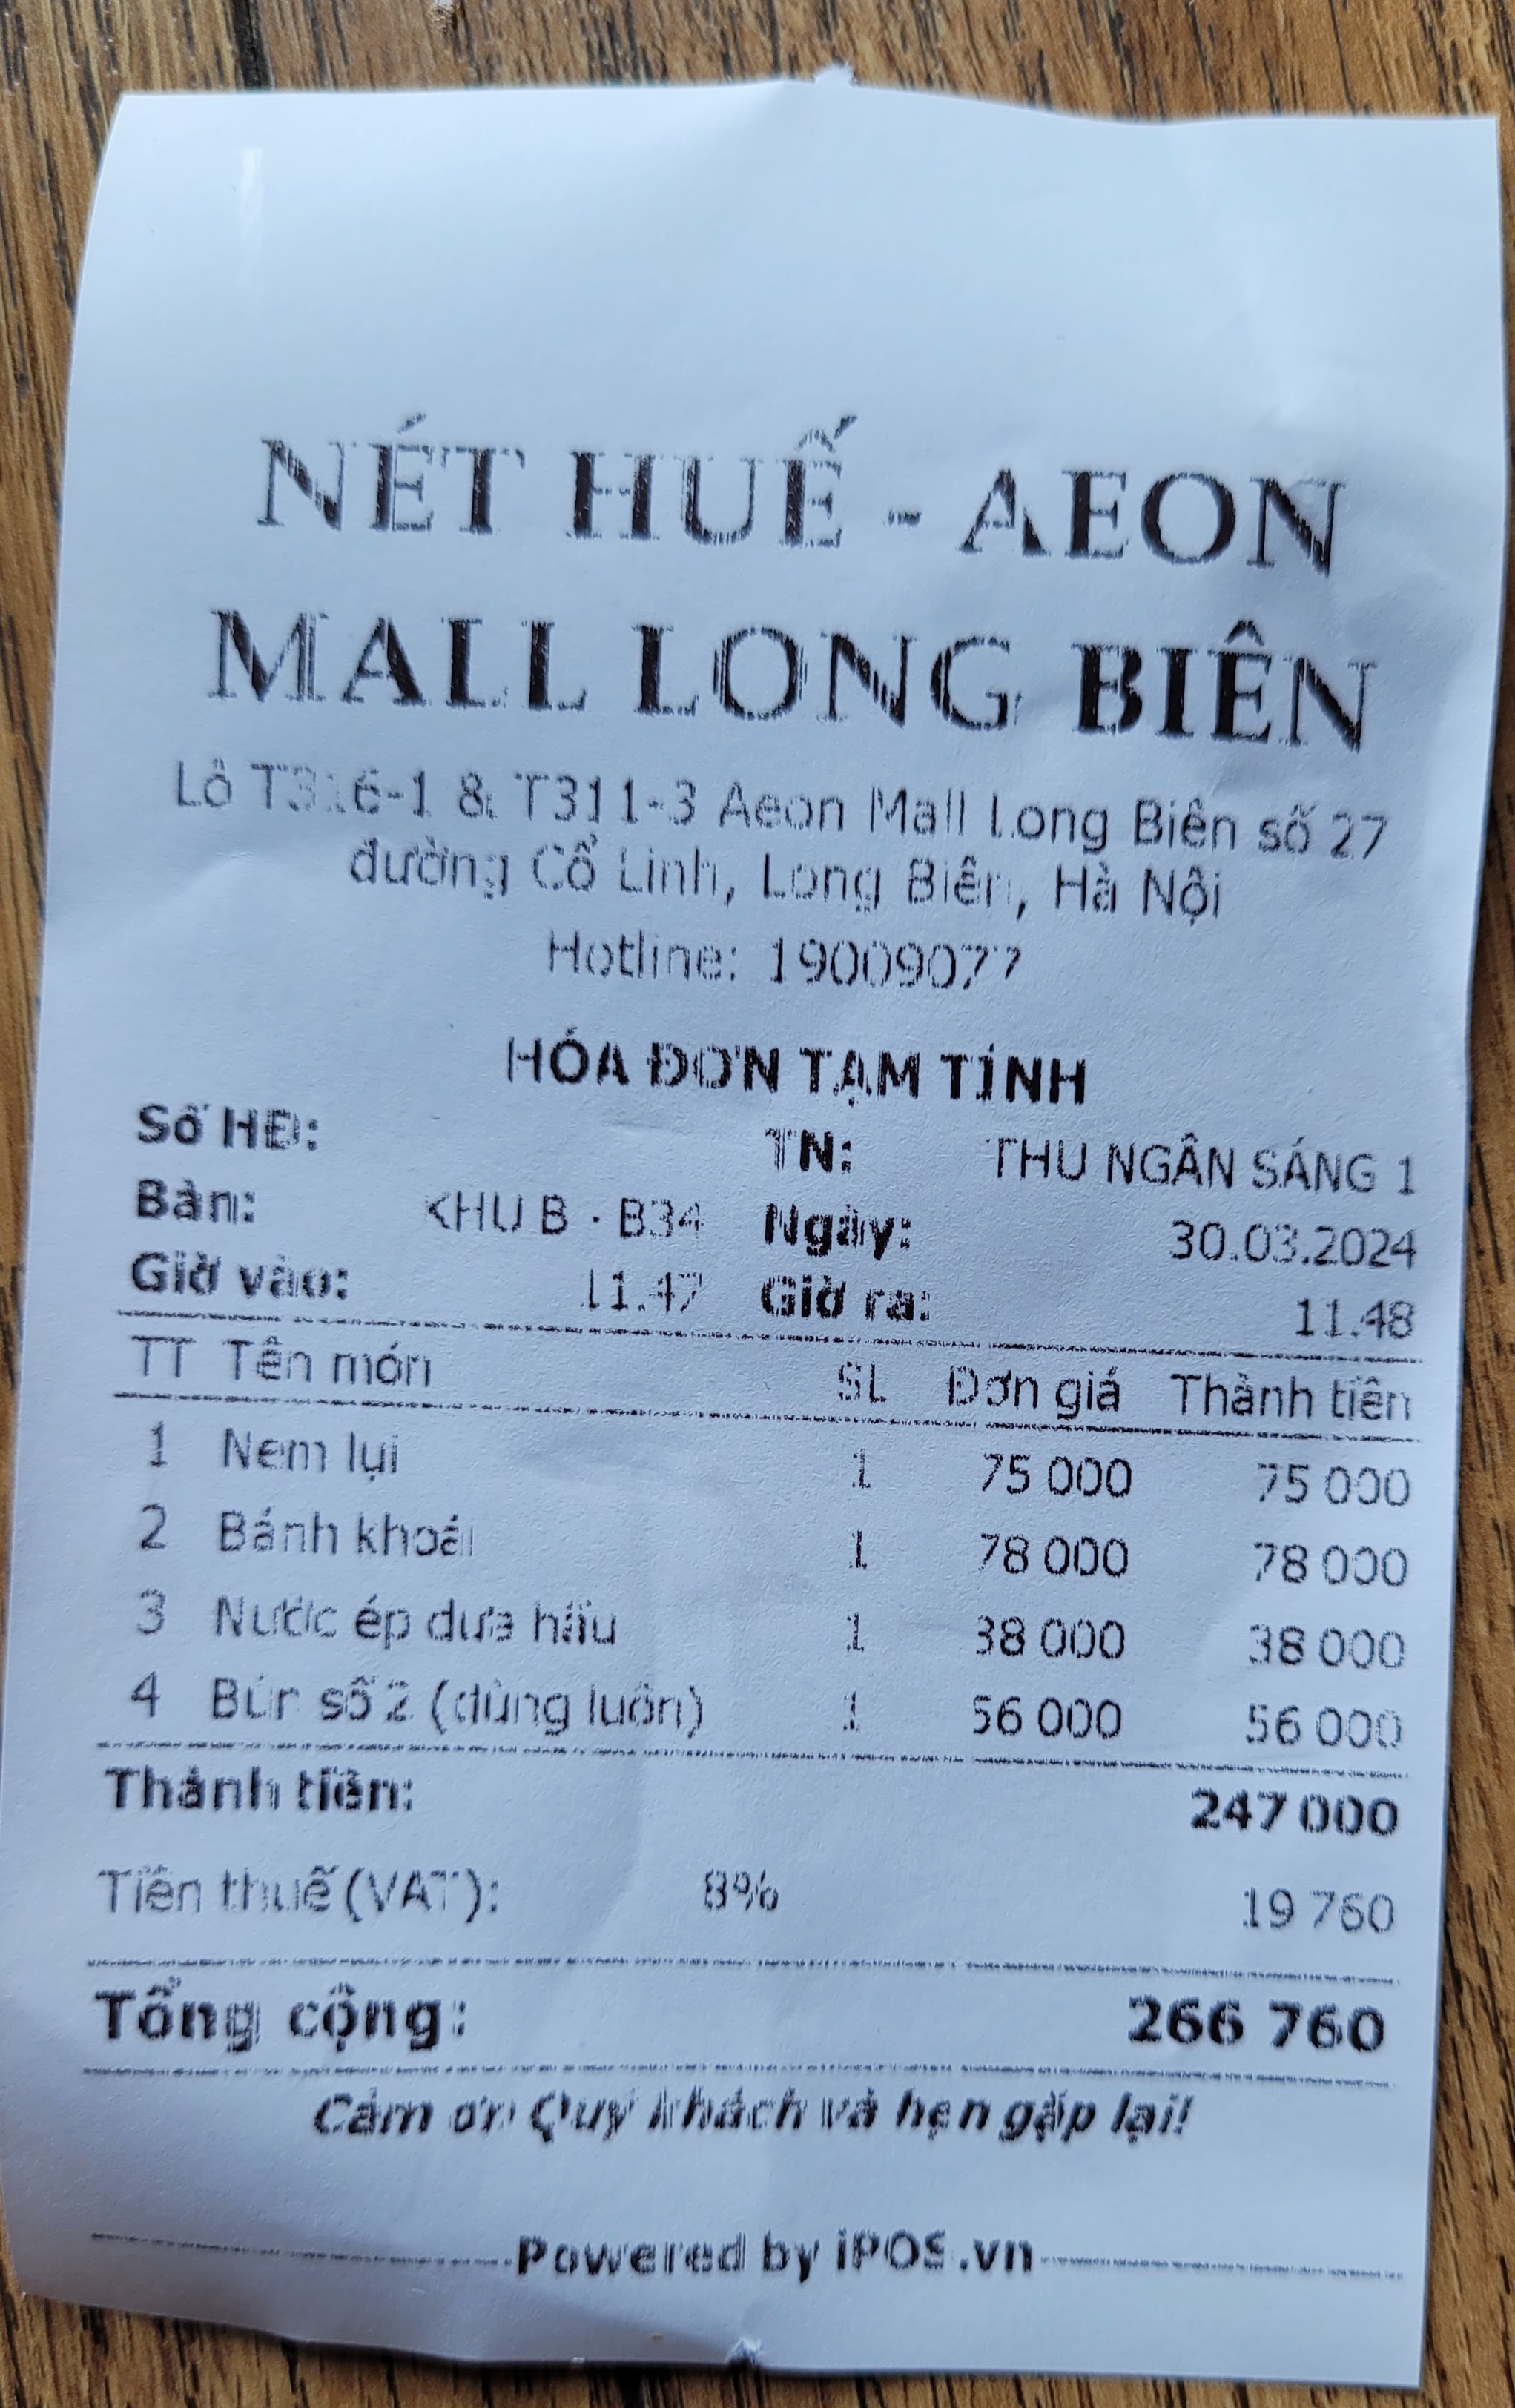 NÉT HUẾ - AEON
MALL LONG BIÊN
Lô T316-1 & T311-3 Aeon Mall Long Biên số 27
đường Cổ Linh, Long Biên, Hà Nội
Hotline: 19009077
HÓA ĐƠN TẠM TÍNH
Số HĐ: TN: THU NGÂN SÁNG 1
Bàn: KHU B - B34 Ngày: 30.03.2024
Giờ vào: 11:47 Giờ ra: 11:48
TT Tên món SL Đơn giá Thành tiền
1 Nem lụi 1 75 000 75 000
2 Bánh khoái 1 78 000 78 000
3 Nước ép dưa hấu 1 38 000 38 000
4 Bún số 2 (dùng luôn) 1 56 000 56 000
Thành tiền: 247 000
Tiền thuế (VAT): 8% 19 760
Tổng cộng: 266 760
Cảm ơn Quý khách và hẹn gặp lại!
Powered by iPOS.vn